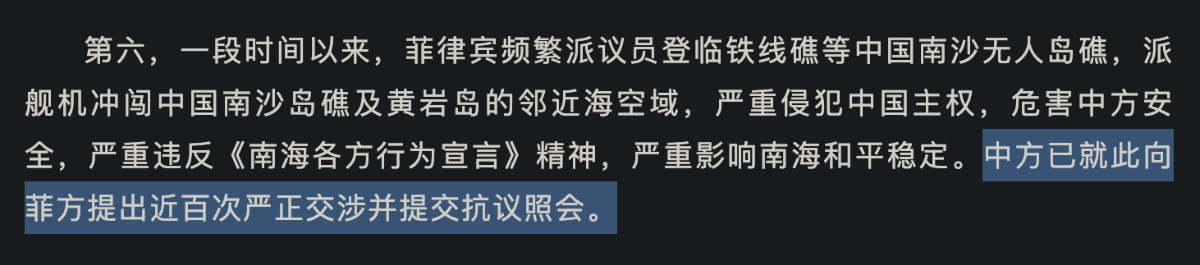 第六，一段时间以来，菲律宾频繁派议员登临铁线礁等中国南沙无人岛礁，派
舰机冲闯中国南沙岛礁及黄岩岛的邻近海空域，严重侵犯中国主权，危害中方安
全，严重违反《南海各方行为宣言》精神，严重影响南海和平稳定。中方已就此向
菲方提出近百次严正交涉并提交抗议照会。